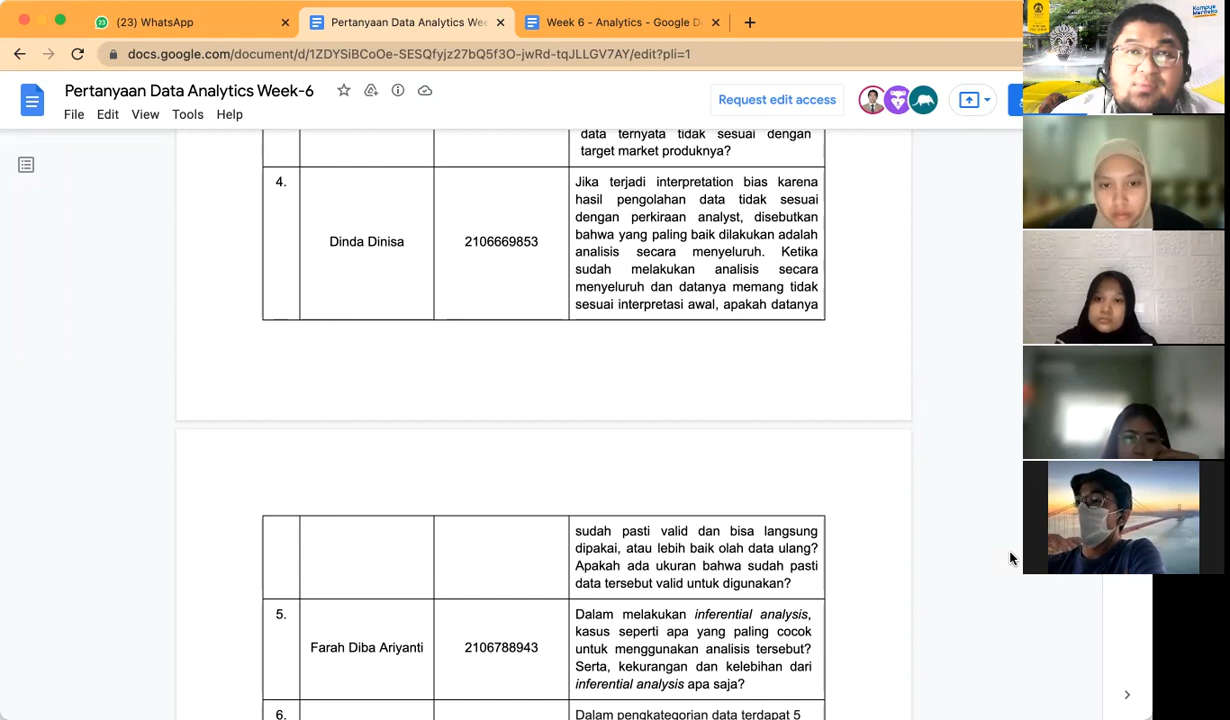 (23) WhatsApp
Pertanyaan Data Analytics Wee
Week 6 - Analytics - Google D
docs.google.com/document/d/1ZDYSiBCoOe-SESQfyjz27bQ5f3O-jwRd-tqJLLGV7AY/edit?pli=1
Pertanyaan Data Analytics Week-6
File Edit View Tools Help
Request edit access
Kampus
Merdeka
data ternyata tidak sesuai dengan
target market produknya?
4.
Dinda Dinisa
2106669853
Jika terjadi interpretation bias karena
hasil pengolahan data tidak sesuai
dengan perkiraan analyst, disebutkan
bahwa yang paling baik dilakukan adalah
analisis secara menyeluruh. Ketika
sudah melakukan analisis secara
menyeluruh dan datanya memang tidak
sesuai interpretasi awal, apakah datanya
sudah pasti valid dan bisa langsung
dipakai, atau lebih baik olah data ulang?
Apakah ada ukuran bahwa sudah pasti
data tersebut valid untuk digunakan?
5.
Farah Diba Ariyanti
2106788943
Dalam melakukan inferential analysis,
kasus seperti apa yang paling cocok
untuk menggunakan analisis tersebut?
Serta, kekurangan dan kelebihan dari
inferential analysis apa saja?
6.
Dalam pengkategorian data terdapat 5